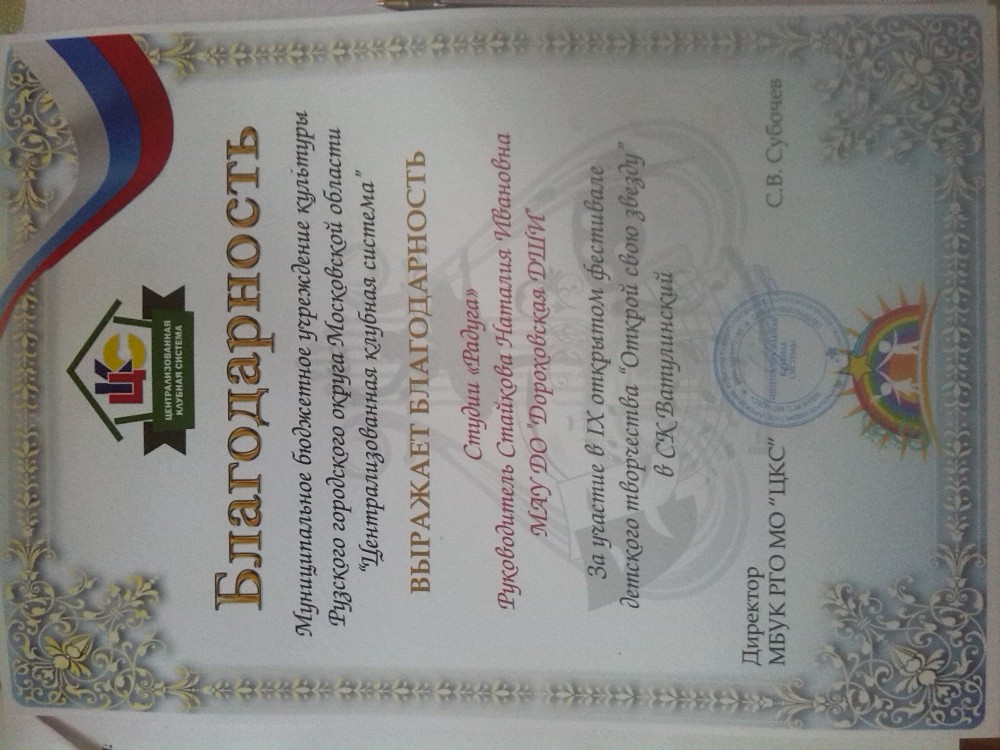 ЦКС
ЦЕНТРАЛИЗОВАННАЯ
КЛУБНАЯ СИСТЕМА
Благодарность
Муниципальное бюджетное учреждение культуры
Рузского городского округа Московской области
“Централизованная клубная система”
ВЫРАЖАЕТ БЛАГОДАРНОСТЬ
Студии «Радуга»
Руководитель Стайкова Наталия Ивановна
МАУ ДО "Дороховская ДШИ"
За участие в IX открытом фестивале
детского творчества “Открой свою звезду”
в СК Ватулинский
Директор
МБУК РГО МО “ЦКС”
С.В. Субочев